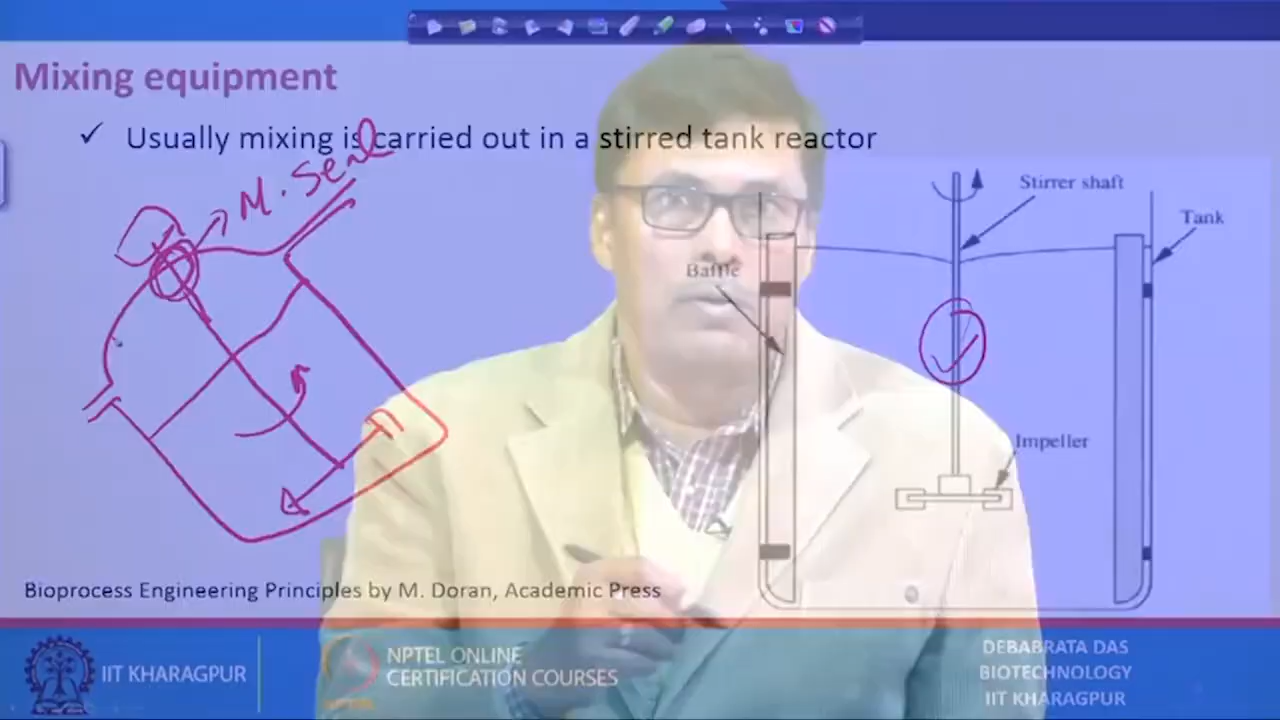 Mixing equipment
✓ Usually mixing is carried out in a stirred tank reactor
M. Seal
Stirrer shaft
Tank
Baffle
Impeller
Bioprocess Engineering Principles by M. Doran, Academic Press
IIT KHARAGPUR
NPTEL ONLINE
CERTIFICATION COURSES
DEBABRATA DAS
BIOTECHNOLOGY
IIT KHARAGPUR